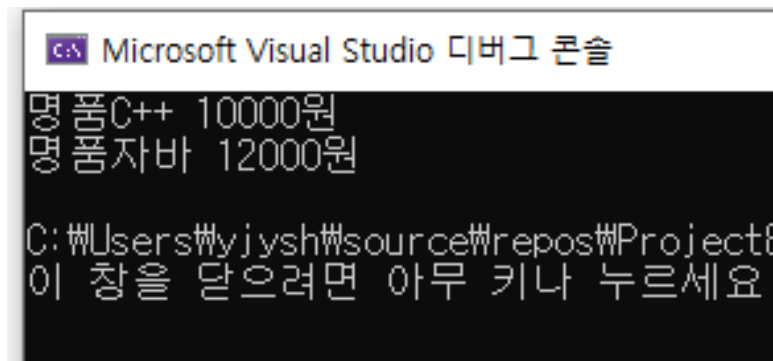 Microsoft Visual Studio 디버그 콘솔
명품C++ 10000원
명품자바 12000원
C:₩Users₩yjysh₩source₩repos₩Project
이 창을 닫으려면 아무 키나 누르세요